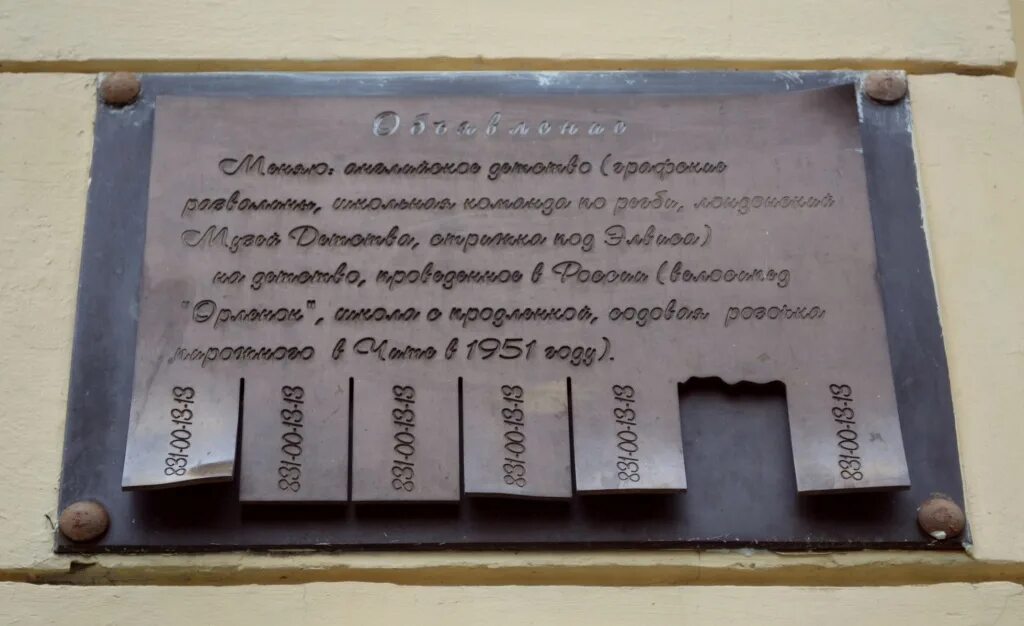 Объявление
Меняю: английское детство (графские
развалины, школьная команда по регби, лондонский
Музей Детства, стрижка под Элвиса)
на детство, проведенное в России (велосипед
"Орленок", школа с продленкой, содовая розочка
пирожного в Чите в 1951 году).
831-00-13-13
831-00-13-13
831-00-13-13
831-00-13-13
831-00-13-13
831-00-13-13